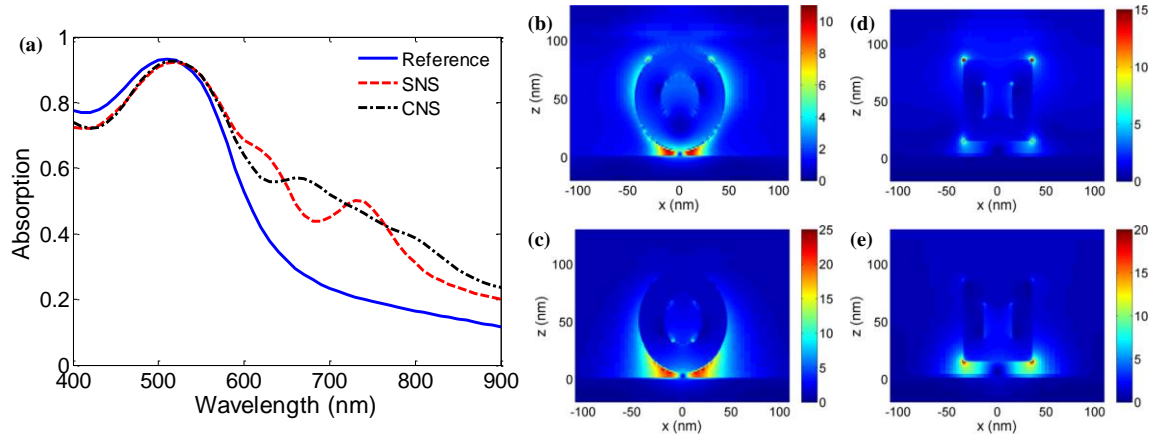 (a)
1
0.8
0.6
0.4
0.2
0
400 500 600 700 800 900
Wavelength (nm)
Absorption
Reference
SNS
CNS
(b)
100
50
0
z (nm)
-100 -50 0 50 100
x (nm)
10
8
6
4
2
0
(d)
100
50
0
z (nm)
-100 -50 0 50 100
x (nm)
15
10
5
0
(c)
100
50
0
z (nm)
-100 -50 0 50 100
x (nm)
25
20
15
10
5
0
(e)
100
50
0
z (nm)
-100 -50 0 50 100
x (nm)
20
15
10
5
0